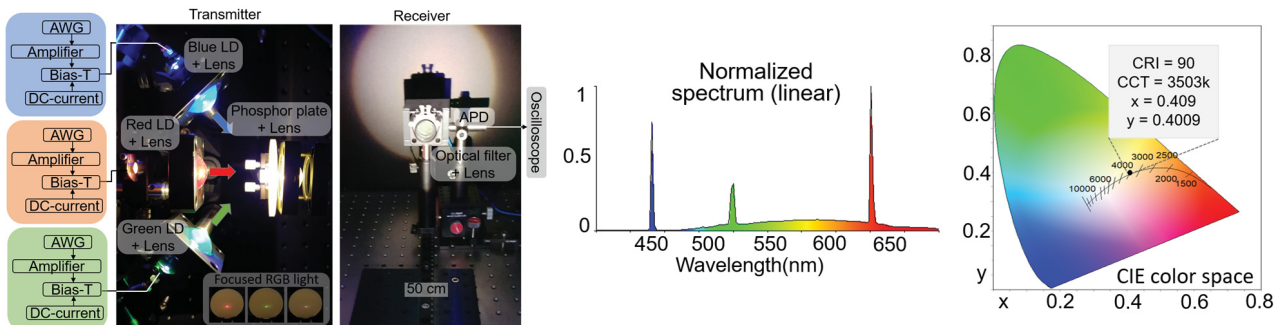 Transmitter
Receiver
AWG
Amplifier
Bias-T
DC-current
AWG
Amplifier
Bias-T
DC-current
AWG
Amplifier
Bias-T
DC-current
Blue LD
+ Lens
Red LD
+ Lens
Phosphor plate
+ Lens
Green LD
+ Lens
Focused RGB light
APD
Optical filter
+ Lens
50 cm
Oscilloscope
Normalized
spectrum (linear)
1
0.5
0
450 500 550 600 650
Wavelength(nm)
CRI = 90
CCT = 3503k
x = 0.409
y = 0.4009
0.8
0.6
0.4
0.2
y
10000 6000 4000 3000 2500 2000 1500
CIE color space
x 0.2 0.4 0.6 0.8